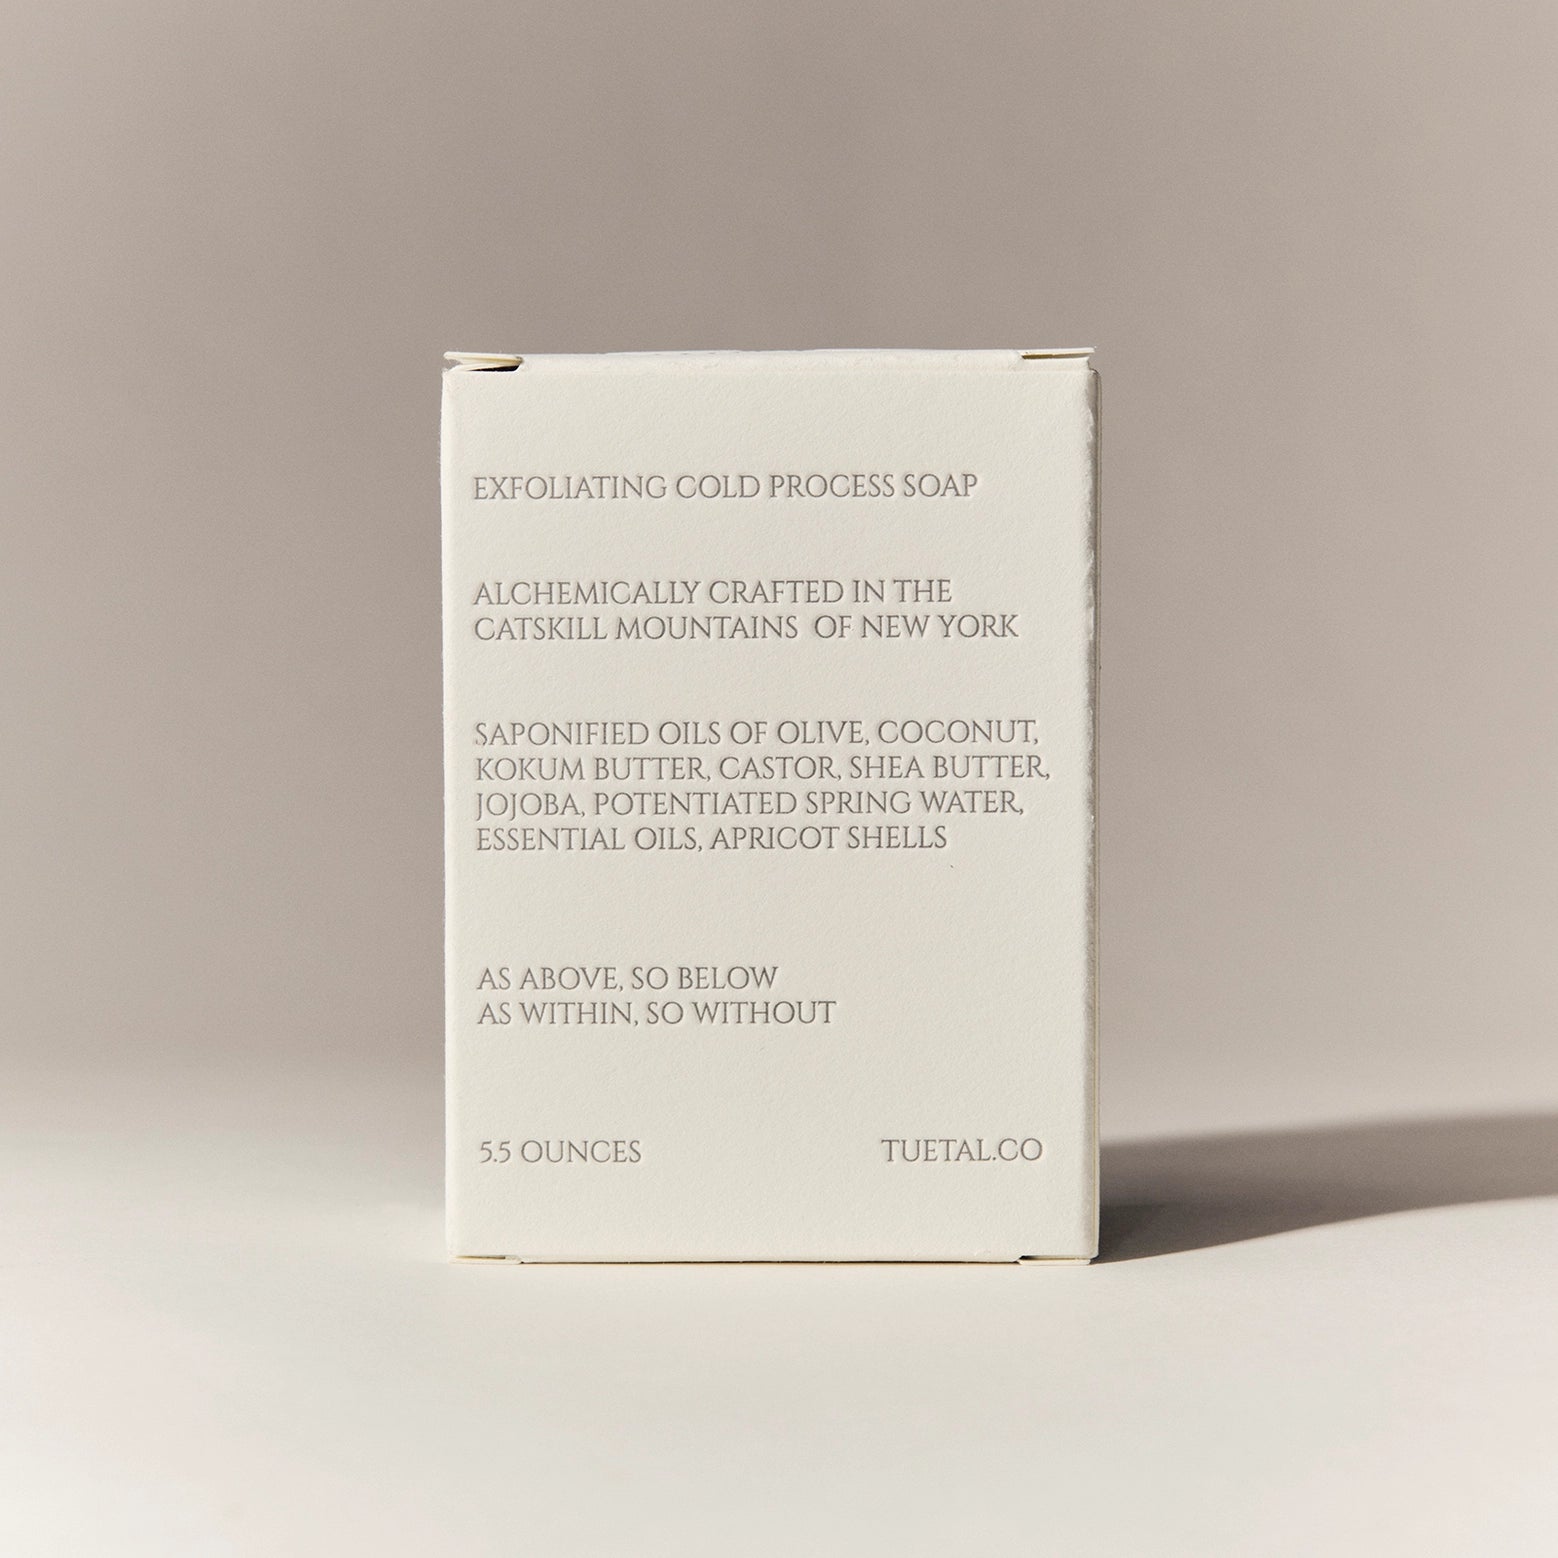 EXFOLIATING COLD PROCESS SOAP
ALCHEMICALLY CRAFTED IN THE
CATSKILL MOUNTAINS OF NEW YORK
SAPONIFIED OILS OF OLIVE, COCONUT,
KOKUM BUTTER, CASTOR, SHEA BUTTER,
JOJOBA, POTENTIATED SPRING WATER,
ESSENTIAL OILS, APRICOT SHELLS
AS ABOVE, SO BELOW
AS WITHIN, SO WITHOUT
5.5 OUNCES TUETAL.CO